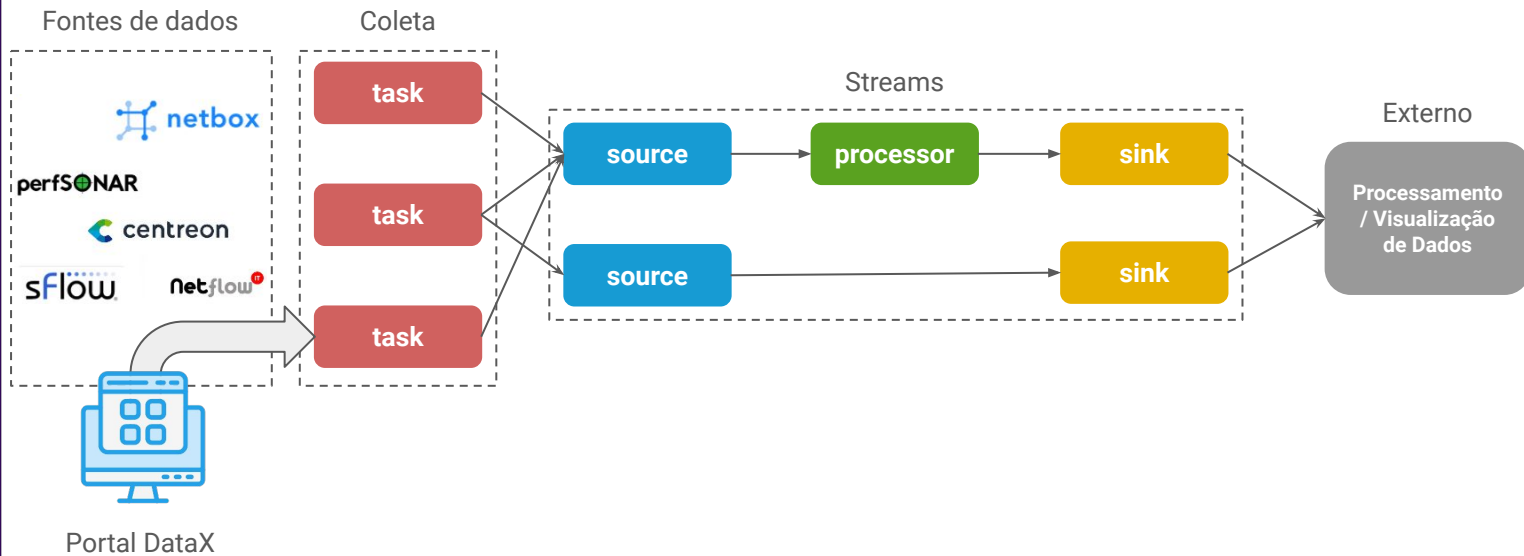 Fontes de dados
Coleta
Streams
Externo
netbox
perfSONAR
centreon
sFlow
netflow
IT
task
task
task
source
processor
sink
source
sink
Processamento
/ Visualização
de Dados
Portal DataX